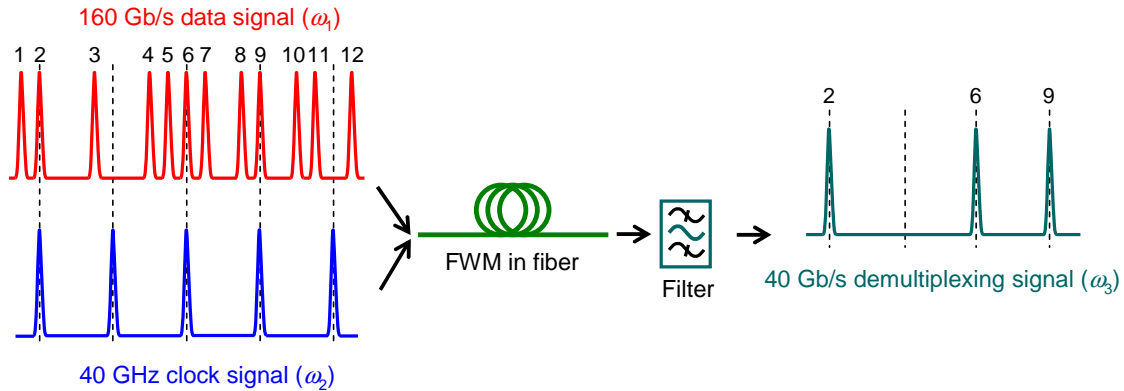 160 Gb/s data signal (ω₁)
1 2 3 4 5 6 7 8 9 10 11 12
2 6 9
FWM in fiber
Filter
40 Gb/s demultiplexing signal (ω₃)
40 GHz clock signal (ω₂)